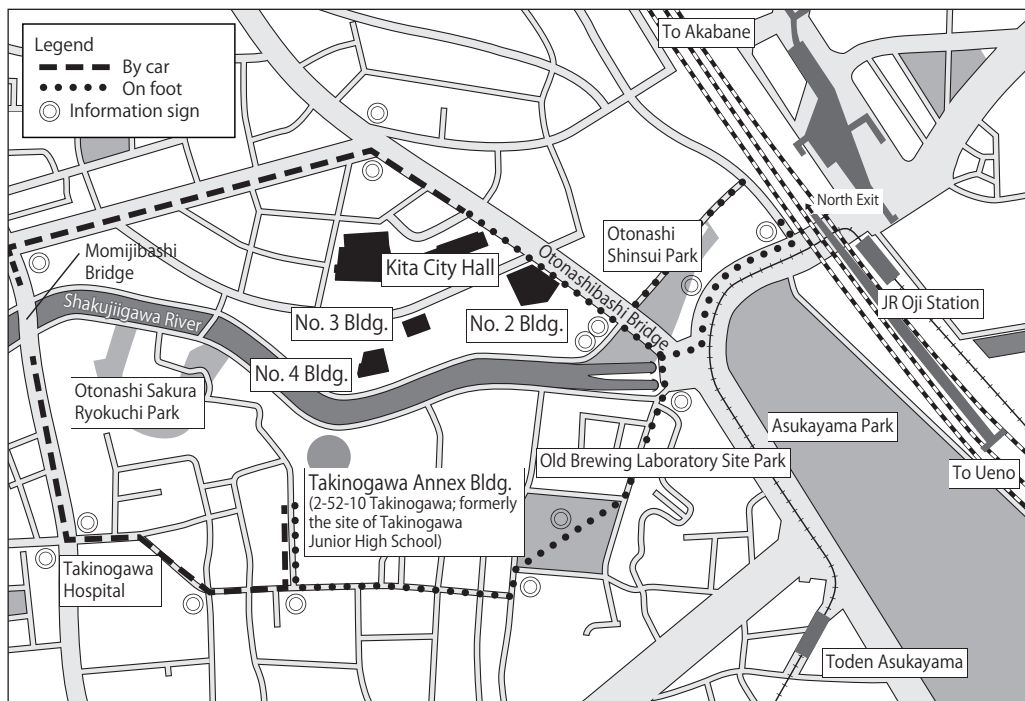 Legend
By car
On foot
Information sign
To Akabane
North Exit
Otonashi
Shinsui Park
Momijibashi
Bridge
Kita City Hall
Otonashibashi Bridge
JR Oji Station
Shakujiigawa River
No. 3 Bldg.
No. 2 Bldg.
No. 4 Bldg.
Otonashi Sakura
Ryokuchi Park
Asukayama Park
Old Brewing Laboratory Site Park
To Ueno
Takinogawa Annex Bldg.
(2-52-10 Takinogawa; formerly
the site of Takinogawa
Junior High School)
Takinogawa
Hospital
Toden Asukayama